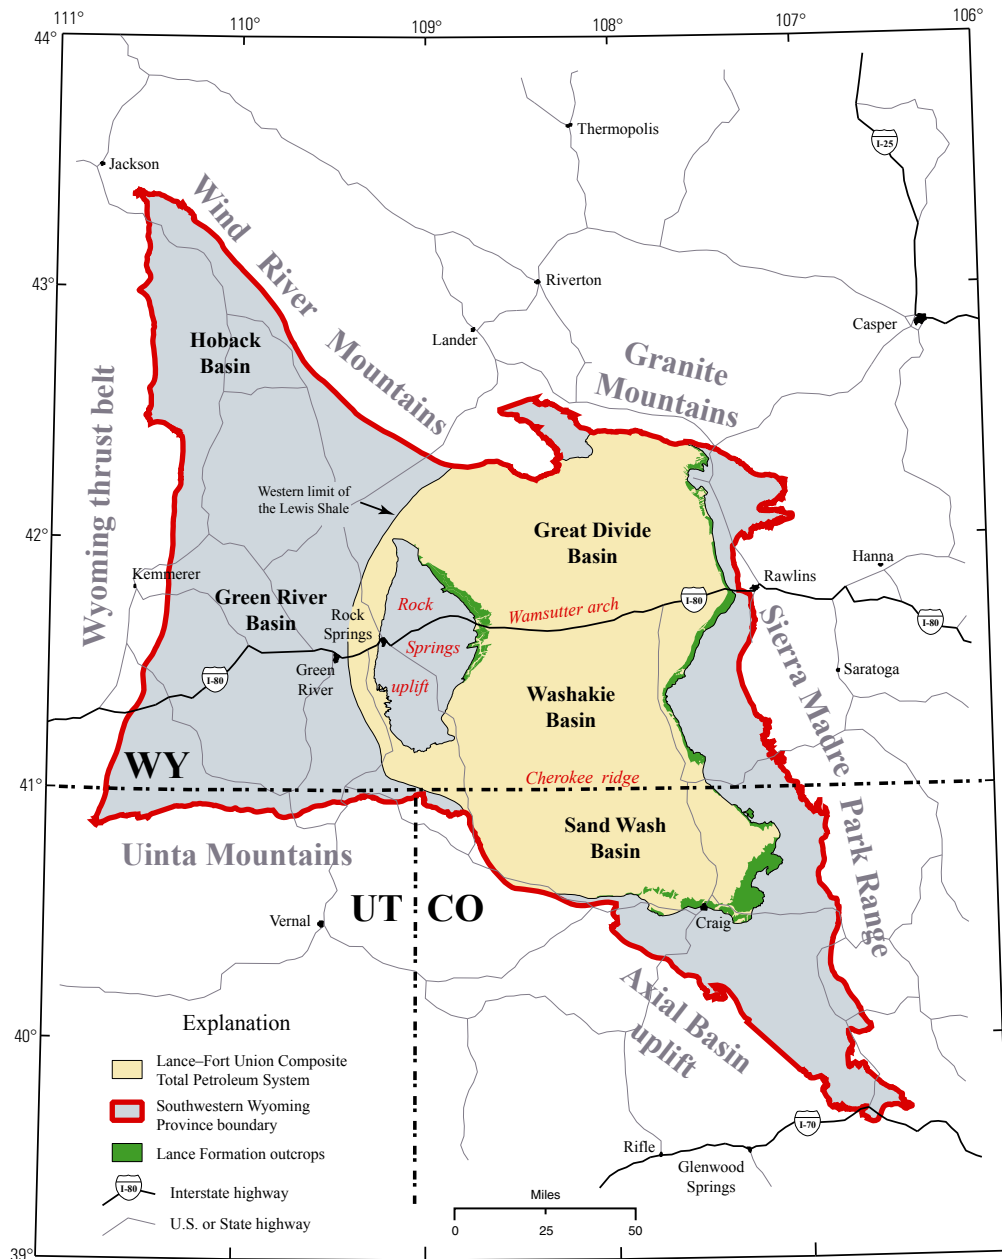 111°
110°
109°
108°
107°
106°
44°
43°
42°
41°
40°
39°
Thermopolis
I-25
Jackson
Wind River Mountains
Riverton
Casper
Lander
Hoback
Basin
Granite
Mountains
Wyoming thrust belt
Western limit of
the Lewis Shale
Great Divide
Basin
Hanna
Kemmerer
Rawlins
Green River
Basin
Rock
Springs
Rock
Springs
uplift
Wamsutter arch
I-80
I-80
Green
River
I-80
Saratoga
Sierra Madre
Washakie
Basin
WY
Cherokee ridge
Park Range
Sand Wash
Basin
Uinta Mountains
UT
CO
Vernal
Craig
Axial Basin
uplift
Explanation
Lance–Fort Union Composite
Total Petroleum System
Southwestern Wyoming
Province boundary
Lance Formation outcrops
I-80
Interstate highway
U.S. or State highway
I-70
Rifle
Glenwood
Springs
Miles
0
25
50